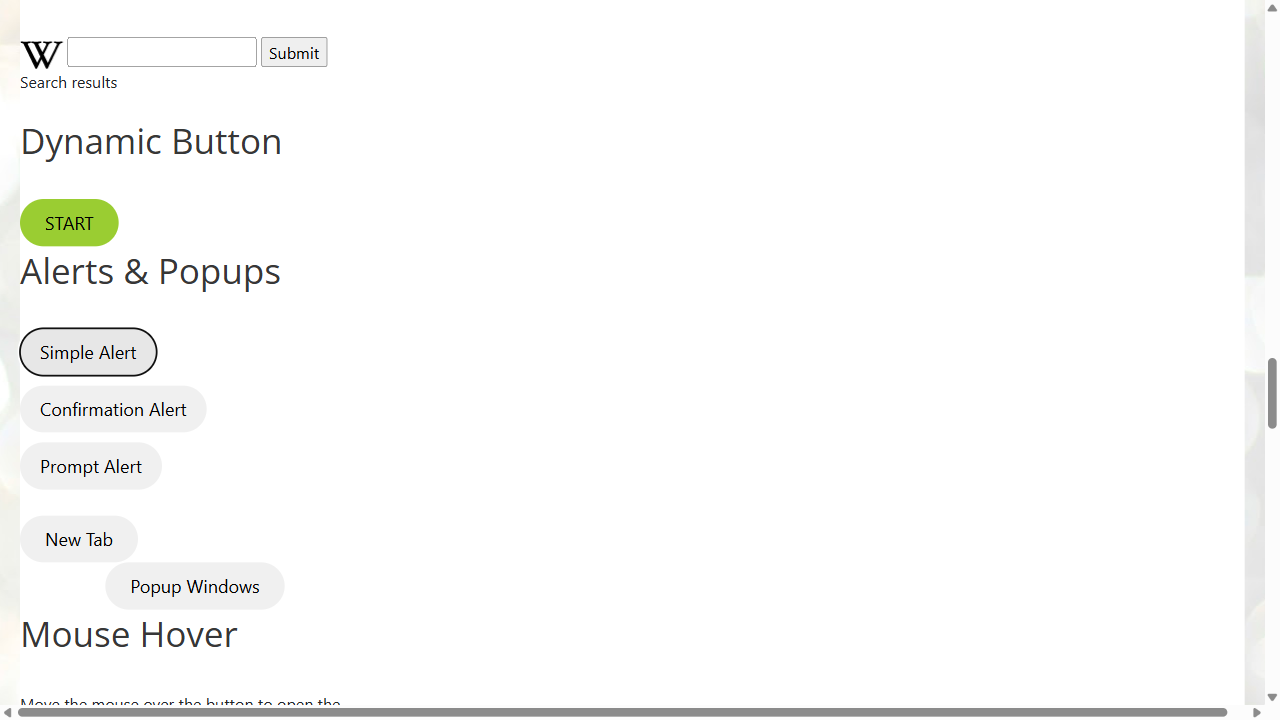 W Submit
Search results
Dynamic Button
START
Alerts & Popups
Simple Alert
Confirmation Alert
Prompt Alert
New Tab
Popup Windows
Mouse Hover
Move the mouse over the button to open the